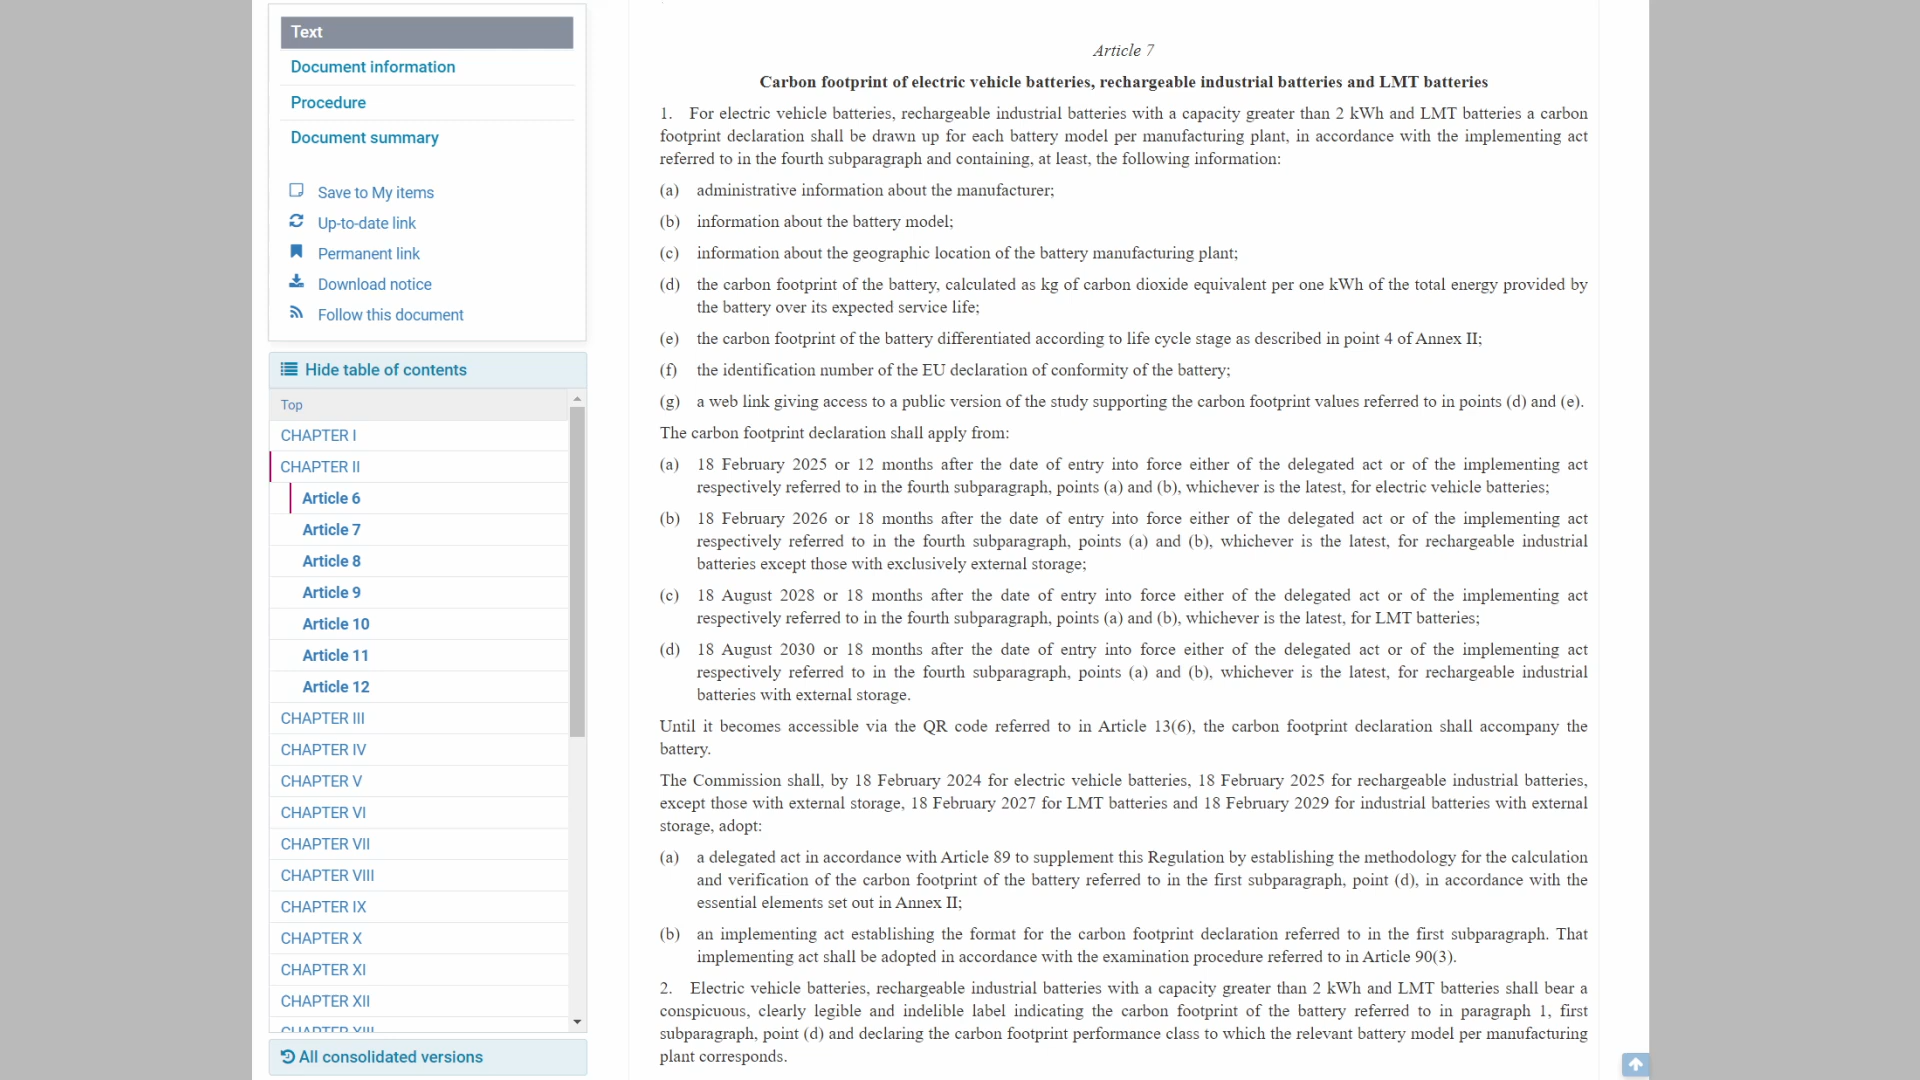 Text
Document information
Procedure
Document summary
Save to My items
Up-to-date link
Permanent link
Download notice
Follow this document
Hide table of contents
Top
CHAPTER I
CHAPTER II
Article 6
Article 7
Article 8
Article 9
Article 10
Article 11
Article 12
CHAPTER III
CHAPTER IV
CHAPTER V
CHAPTER VI
CHAPTER VII
CHAPTER VIII
CHAPTER IX
CHAPTER X
CHAPTER XI
CHAPTER XII
CHAPTER XIII
All consolidated versions
Article 7
Carbon footprint of electric vehicle batteries, rechargeable industrial batteries and LMT batteries
1. For electric vehicle batteries, rechargeable industrial batteries with a capacity greater than 2 kWh and LMT batteries a carbon
footprint declaration shall be drawn up for each battery model per manufacturing plant, in accordance with the implementing act
referred to in the fourth subparagraph and containing, at least, the following information:
(a) administrative information about the manufacturer;
(b) information about the battery model;
(c) information about the geographic location of the battery manufacturing plant;
(d) the carbon footprint of the battery, calculated as kg of carbon dioxide equivalent per one kWh of the total energy provided by
the battery over its expected service life;
(e) the carbon footprint of the battery differentiated according to life cycle stage as described in point 4 of Annex II;
(f) the identification number of the EU declaration of conformity of the battery;
(g) a web link giving access to a public version of the study supporting the carbon footprint values referred to in points (d) and (e).
The carbon footprint declaration shall apply from:
(a) 18 February 2025 or 12 months after the date of entry into force either of the delegated act or of the implementing act
respectively referred to in the fourth subparagraph, points (a) and (b), whichever is the latest, for electric vehicle batteries;
(b) 18 February 2026 or 18 months after the date of entry into force either of the delegated act or of the implementing act
respectively referred to in the fourth subparagraph, points (a) and (b), whichever is the latest, for rechargeable industrial
batteries except those with exclusively external storage;
(c) 18 August 2028 or 18 months after the date of entry into force either of the delegated act or of the implementing act
respectively referred to in the fourth subparagraph, points (a) and (b), whichever is the latest, for LMT batteries;
(d) 18 August 2030 or 18 months after the date of entry into force either of the delegated act or of the implementing act
respectively referred to in the fourth subparagraph, points (a) and (b), whichever is the latest, for rechargeable industrial
batteries with external storage.
Until it becomes accessible via the QR code referred to in Article 13(6), the carbon footprint declaration shall accompany the
battery.
The Commission shall, by 18 February 2024 for electric vehicle batteries, 18 February 2025 for rechargeable industrial batteries,
except those with external storage, 18 February 2027 for LMT batteries and 18 February 2029 for industrial batteries with external
storage, adopt:
(a) a delegated act in accordance with Article 89 to supplement this Regulation by establishing the methodology for the calculation
and verification of the carbon footprint of the battery referred to in the first subparagraph, point (d), in accordance with the
essential elements set out in Annex II;
(b) an implementing act establishing the format for the carbon footprint declaration referred to in the first subparagraph. That
implementing act shall be adopted in accordance with the examination procedure referred to in Article 90(3).
2. Electric vehicle batteries, rechargeable industrial batteries with a capacity greater than 2 kWh and LMT batteries shall bear a
conspicuous, clearly legible and indelible label indicating the carbon footprint of the battery referred to in paragraph 1, first
subparagraph, point (d) and declaring the carbon footprint performance class to which the relevant battery model per manufacturing
plant corresponds.